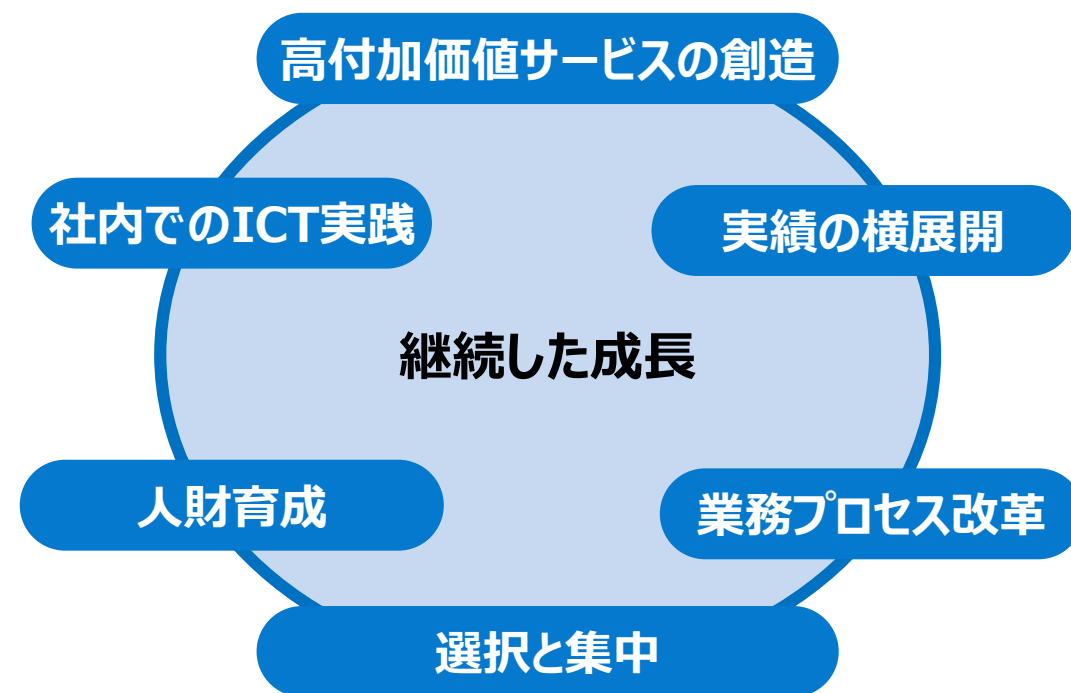 高付加価値サービスの創造
社内でのICT実践
実績の横展開
継続した成長
人財育成
業務プロセス改革
選択と集中